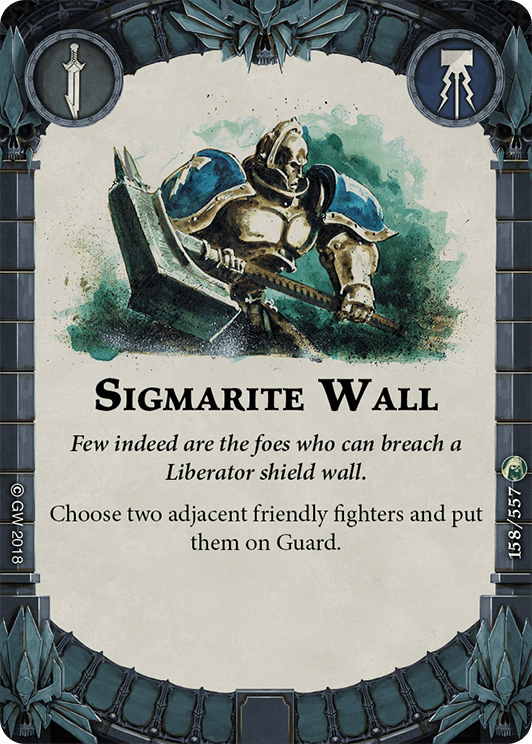 SIGMARITE WALL
Few indeed are the foes who can breach a
Liberator shield wall.
Choose two adjacent friendly fighters and put
them on Guard.
© GW 2018
158/557